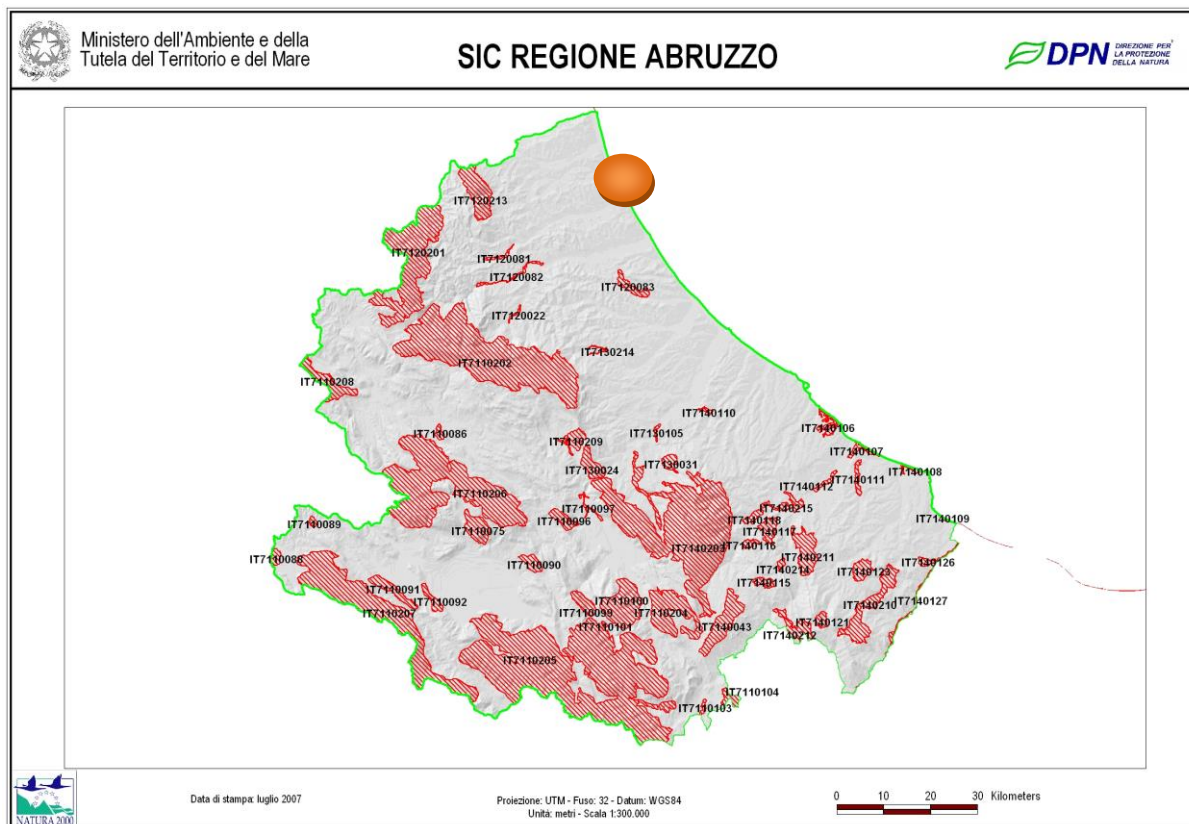 Ministero dell'Ambiente e della
Tutela del Territorio e del Mare
SIC REGIONE ABRUZZO
DPN DIREZIONE PER
LA PROTEZIONE
DELLA NATURA
IT7120213
IT7120201
IT7120081
IT7120082
IT7120083
IT7120022
IT7130214
IT7110202
IT7110208
IT7140110
IT7140106
IT7110086
IT7110209
IT7130105
IT7140107
IT7130024
IT7130031
IT7140108
IT7140111
IT7140112
IT7110206
IT7110097
IT7140215
IT7110089
IT7110096
IT7140118
IT7140109
IT7110075
IT7140117
IT7140116
IT7140203
IT7110088
IT7140211
IT7140126
IT7110090
IT7140214
IT7140123
IT7140115
IT7110091
IT7110092
IT7110100
IT7140127
IT7140210
IT7110207
IT7110099
IT7110204
IT7110101
IT7140043
IT7140121
IT7140212
IT7110205
IT7110104
IT7110103
NATURA 2000
Data di stampa: luglio 2007
Proiezione: UTM - Fuso: 32 - Datum: WGS84
Unità: metri - Scala 1:300.000
0 10 20 30 Kilometers